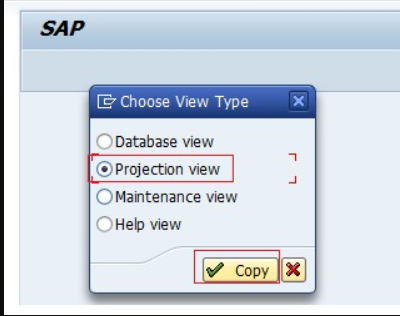 SAP
Choose View Type
Database view
Projection view
Maintenance view
Help view
Copy